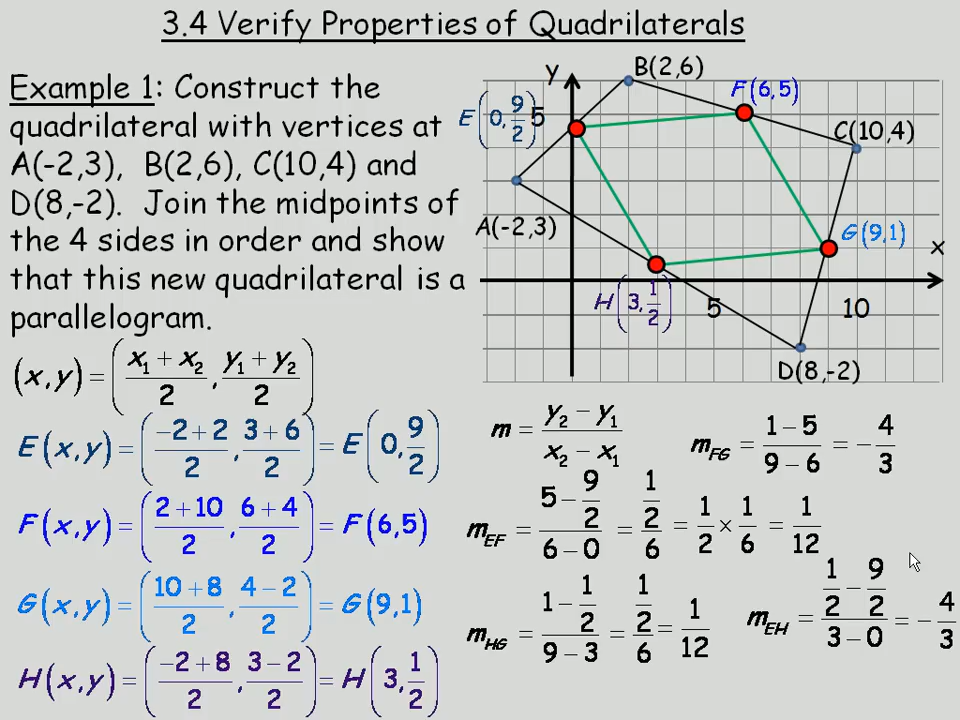 3.4 Verify Properties of Quadrilaterals
Example 1: Construct the
quadrilateral with vertices at
A(-2,3), B(2,6), C(10,4) and
D(8,-2). Join the midpoints of
the 4 sides in order and show
that this new quadrilateral is a
parallelogram.
(x, y) = ( (x₁ + x₂)/2 , (y₁ + y₂)/2 )
E(x, y) = ( (−2 + 2)/2 , (3 + 6)/2 ) = E(0, 9/2)
F(x, y) = ( (2 + 10)/2 , (6 + 4)/2 ) = F(6,5)
G(x, y) = ( (10 + 8)/2 , (4 − 2)/2 ) = G(9,1)
H(x, y) = ( (−2 + 8)/2 , (3 − 2)/2 ) = H(3, 1/2)
y
B(2,6)
F(6,5)
E(0, 9/2)
5
C(10,4)
A(-2,3)
G(9,1)
x
H(3, 1/2)
5
10
D(8,-2)
m = (y₂ − y₁)/(x₂ − x₁)
m_FG = (1 − 5)/(9 − 6) = −4/3
m_EF = (5 − 9/2)/(6 − 0) = (1/2)/6 = 1/2 × 1/6 = 1/12
m_HG = (1 − 1/2)/(9 − 3) = (1/2)/6 = 1/12
m_EH = (1/2 − 9/2)/(3 − 0) = −4/3